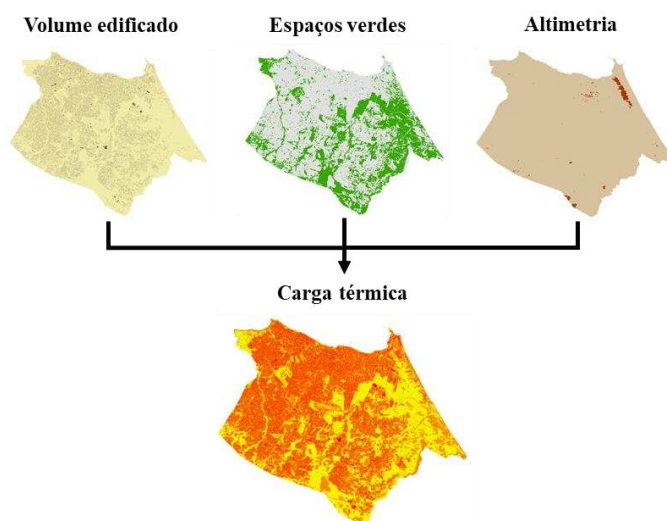 Volume edificado
Espaços verdes
Altimetria
Carga térmica